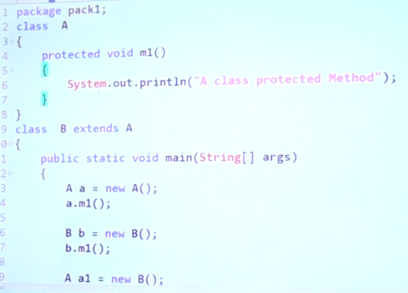 1 package pack1;
2 class A
3 {
4 protected void m1()
5 {
6 System.out.println("A class protected Method");
7 }
8 }
9 class B extends A
0 {
1 public static void main(String[] args)
2 {
3 A a = new A();
4 a.m1();
5
6 B b = new B();
7 b.m1();
8
9 A a1 = new B();